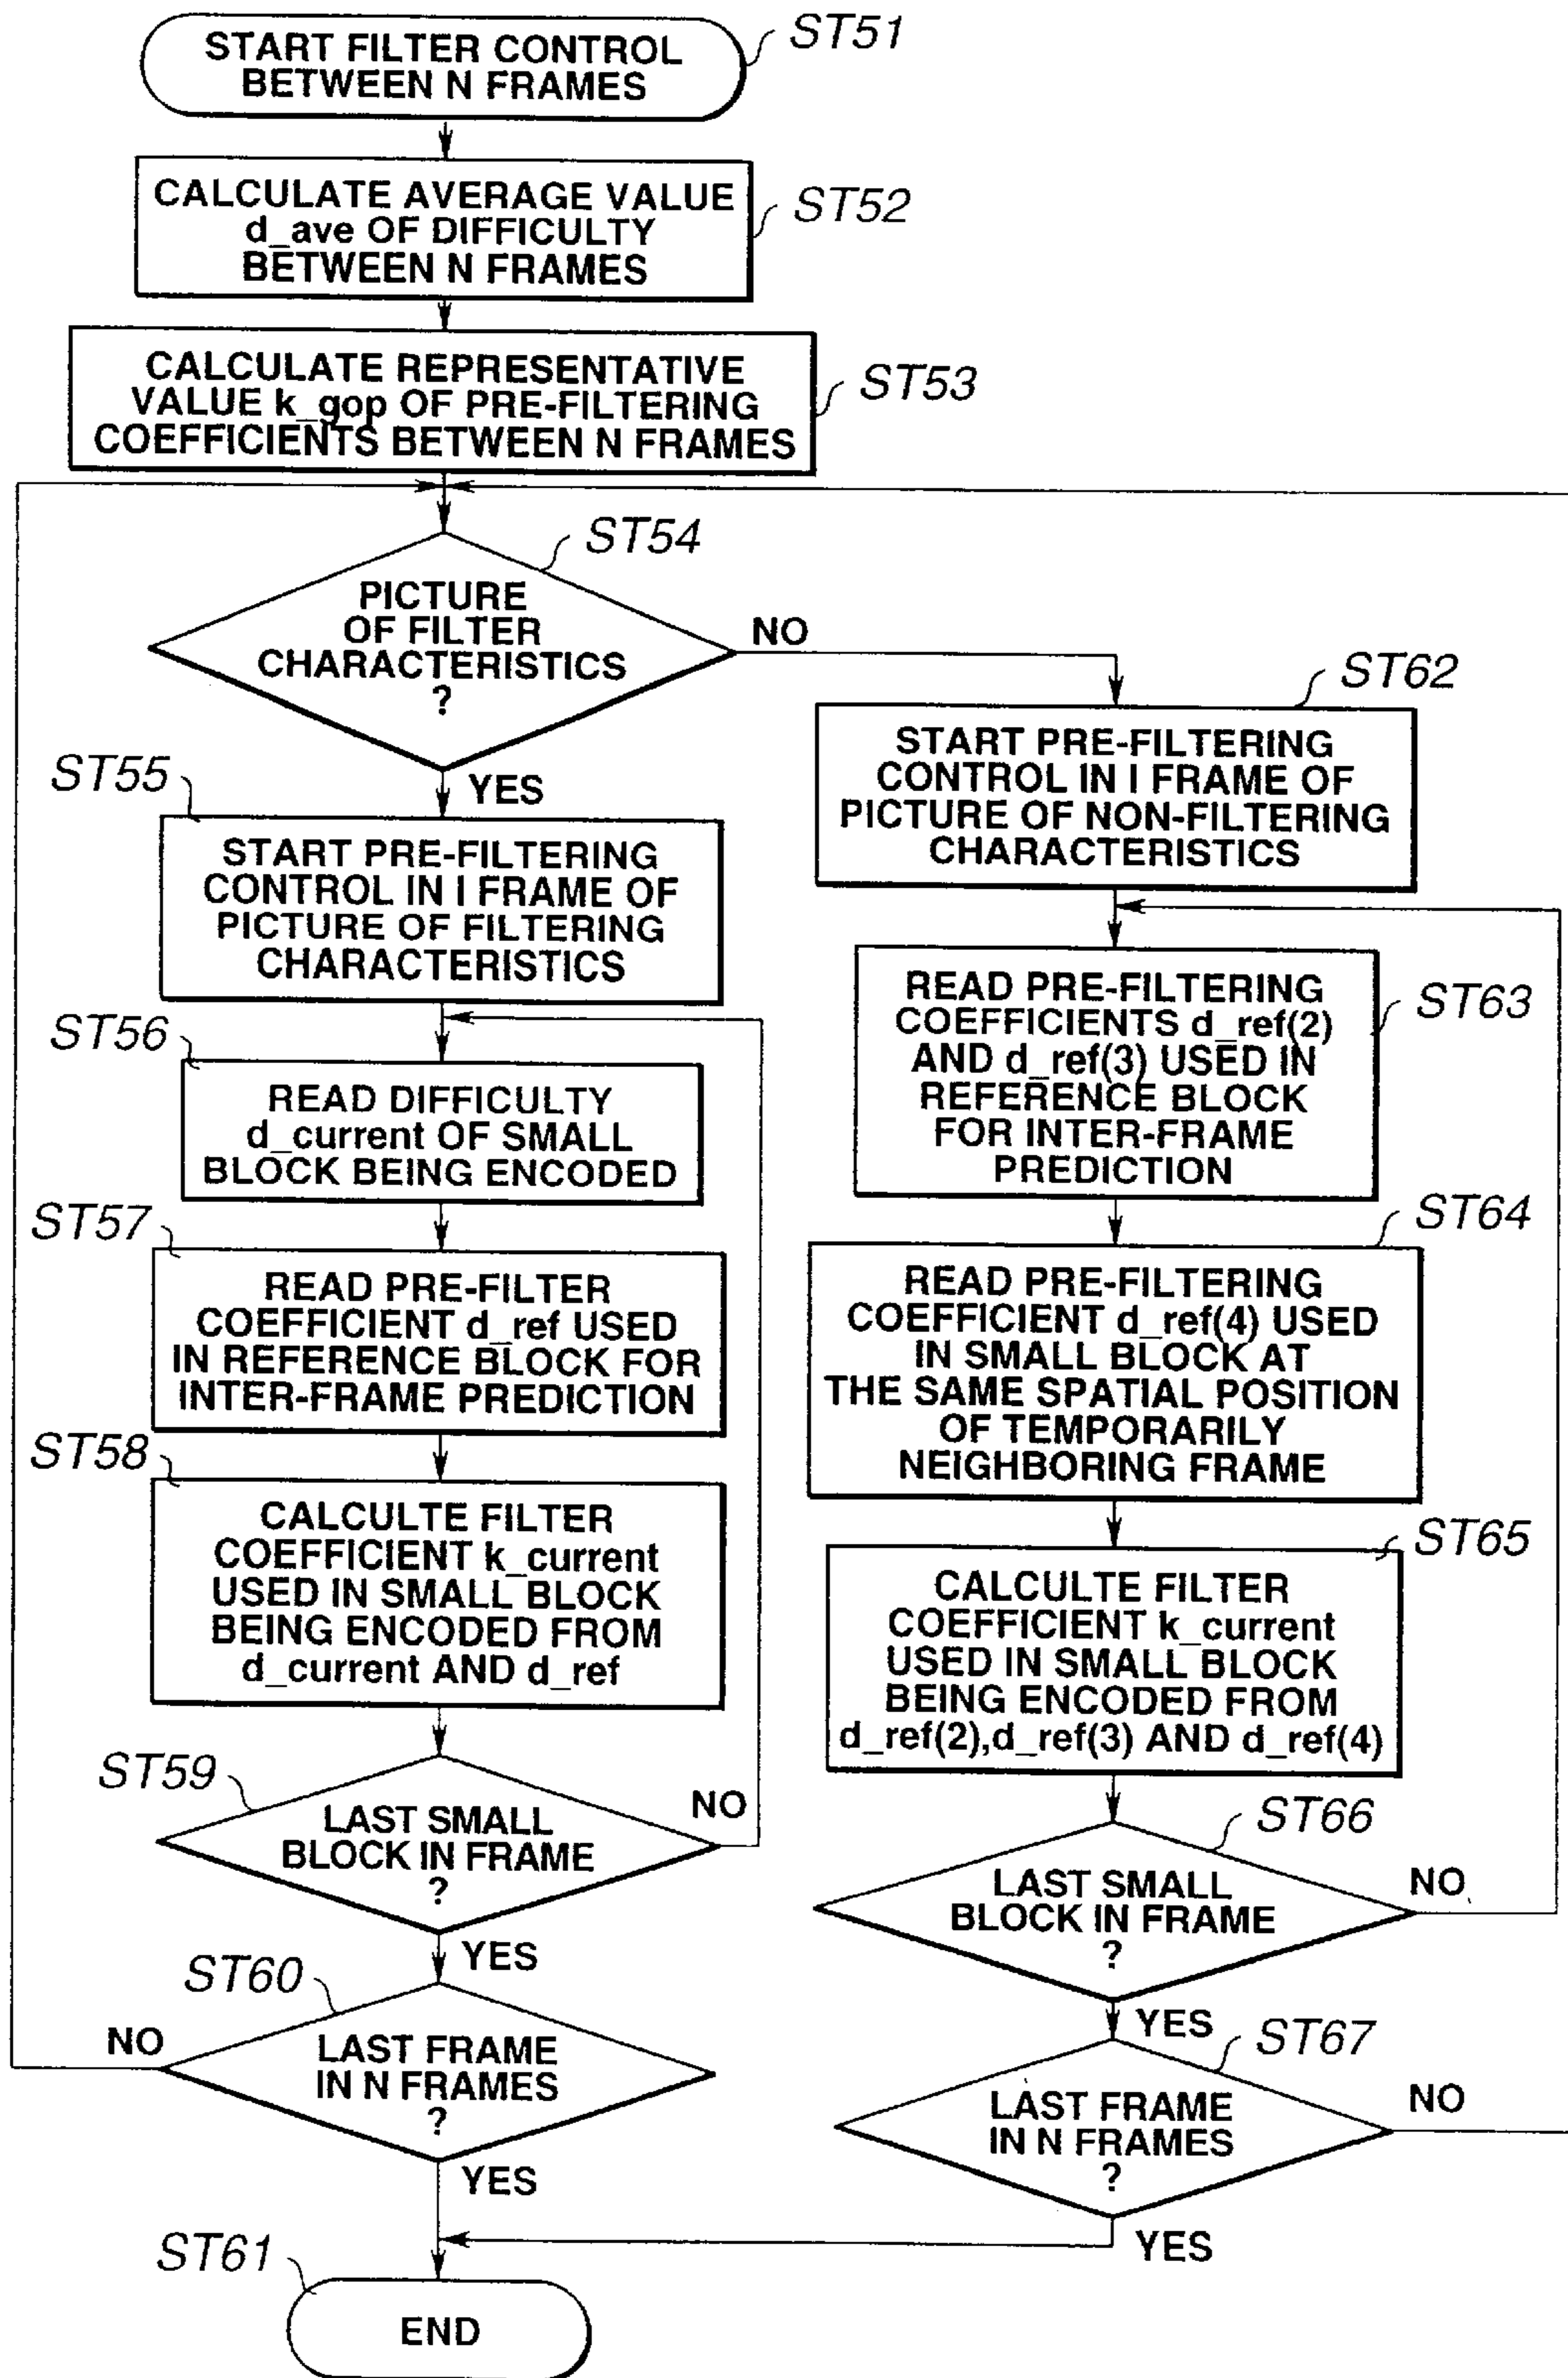 START FILTER CONTROL
BETWEEN N FRAMES
ST51
CALCULATE AVERAGE VALUE
d_ave OF DIFFICULTY
BETWEEN N FRAMES
ST52
CALCULATE REPRESENTATIVE
VALUE k_gop OF PRE-FILTERING
COEFFICIENTS BETWEEN N FRAMES
ST53
ST54
PICTURE
OF FILTER
CHARACTERISTICS
?
NO
YES
ST55
START PRE-FILTERING
CONTROL IN I FRAME OF
PICTURE OF FILTERING
CHARACTERISTICS
ST56
READ DIFFICULTY
d_current OF SMALL
BLOCK BEING ENCODED
ST57
READ PRE-FILTER
COEFFICIENT d_ref USED
IN REFERENCE BLOCK FOR
INTER-FRAME PREDICTION
ST58
CALCULTE FILTER
COEFFICIENT k_current
USED IN SMALL BLOCK
BEING ENCODED FROM
d_current AND d_ref
ST59
LAST SMALL
BLOCK IN FRAME
?
NO
YES
ST60
LAST FRAME
IN N FRAMES
?
NO
YES
ST61
END
ST62
START PRE-FILTERING
CONTROL IN I FRAME OF
PICTURE OF NON-FILTERING
CHARACTERISTICS
ST63
READ PRE-FILTERING
COEFFICIENTS d_ref(2)
AND d_ref(3) USED IN
REFERENCE BLOCK
FOR INTER-FRAME
PREDICTION
ST64
READ PRE-FILTERING
COEFFICIENT d_ref(4) USED
IN SMALL BLOCK AT
THE SAME SPATIAL POSITION
OF TEMPORARILY
NEIGHBORING FRAME
ST65
CALCULTE FILTER
COEFFICIENT k_current
USED IN SMALL BLOCK
BEING ENCODED FROM
d_ref(2),d_ref(3) AND d_ref(4)
ST66
LAST SMALL
BLOCK IN FRAME
?
NO
YES
ST67
LAST FRAME
IN N FRAMES
?
NO
YES